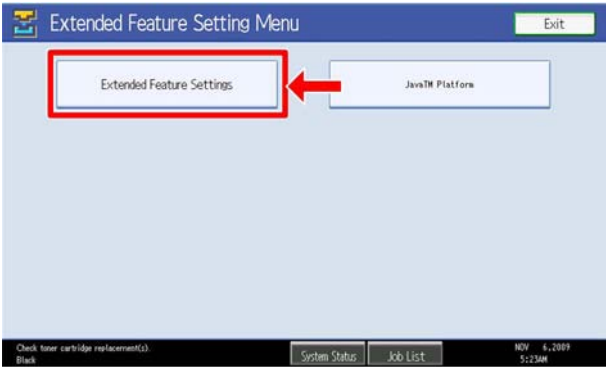 Extended Feature Setting Menu
Exit
Extended Feature Settings
JavaTM Platform
Check toner cartridge replacement(s).
Black
System Status
Job List
NOV 6,2009
5:23AM